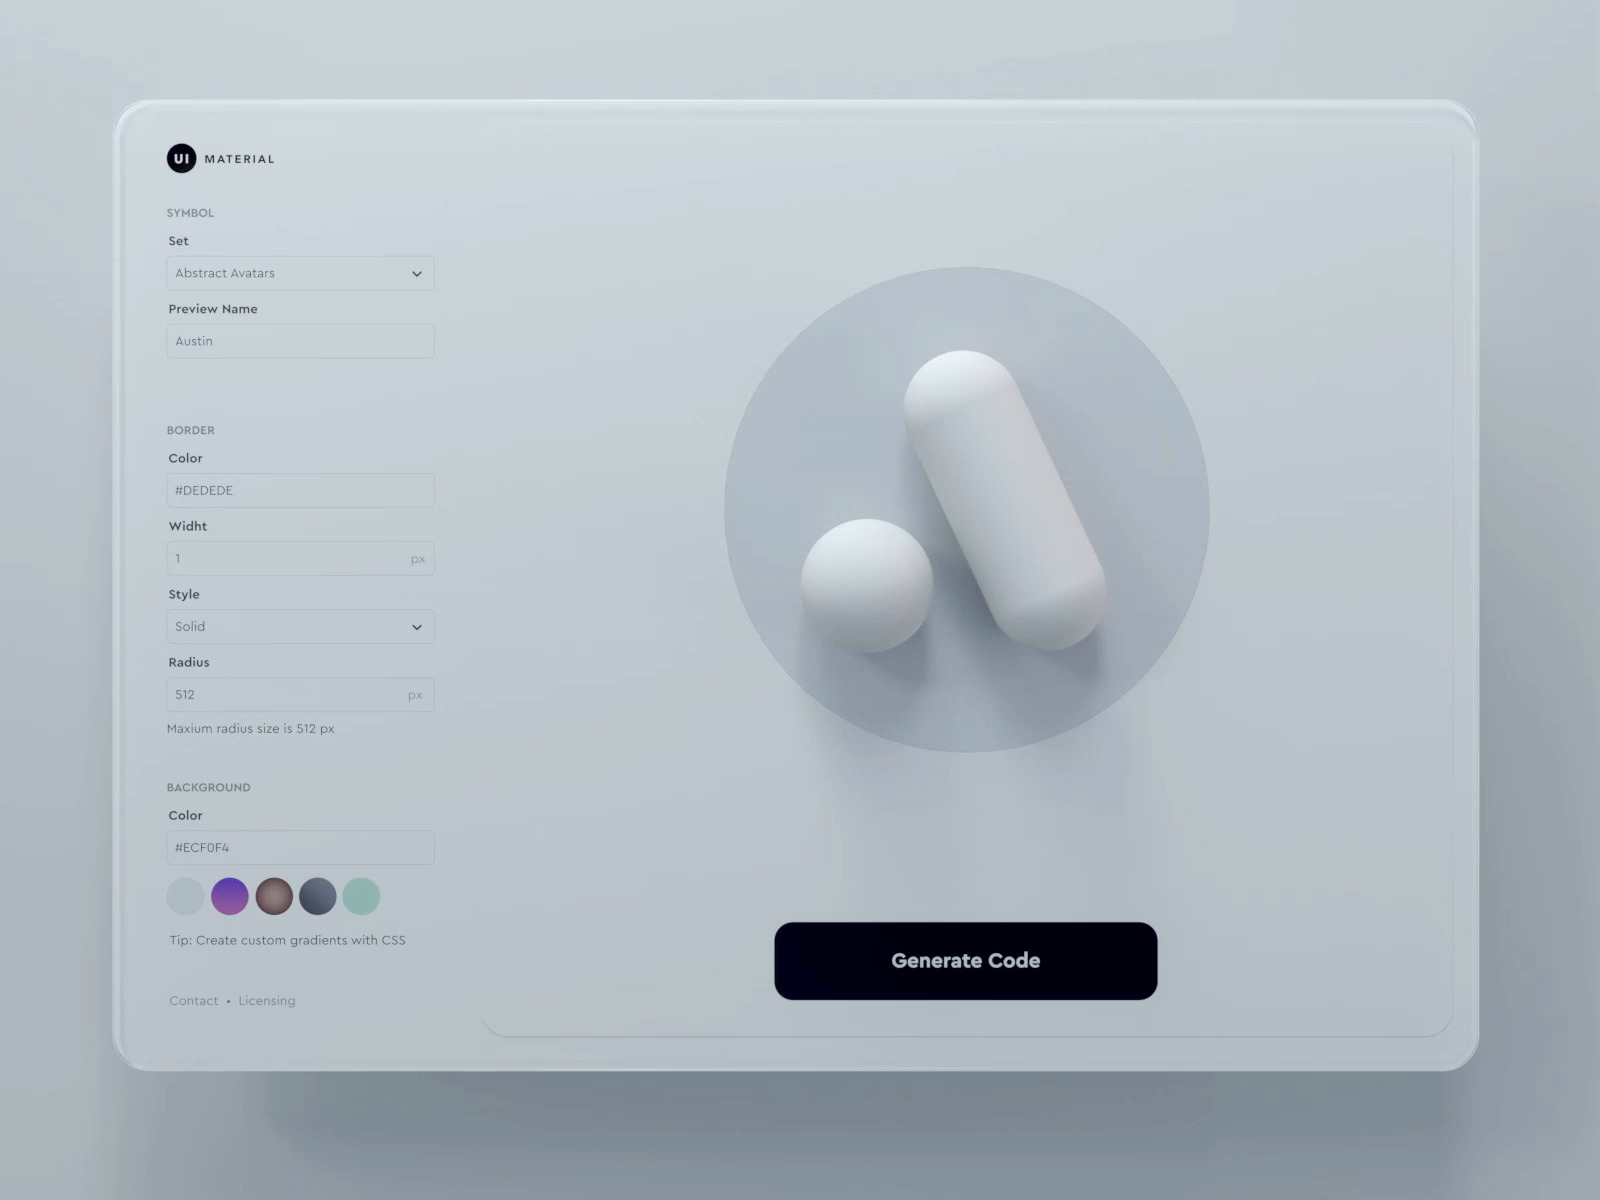 UI MATERIAL
SYMBOL
Set
Abstract Avatars
Preview Name
Austin
BORDER
Color
#DEDEDE
Widht
1 px
Style
Solid
Radius
512 px
Maxium radius size is 512 px
BACKGROUND
Color
#ECF0F4
Tip: Create custom gradients with CSS
Contact • Licensing
Generate Code